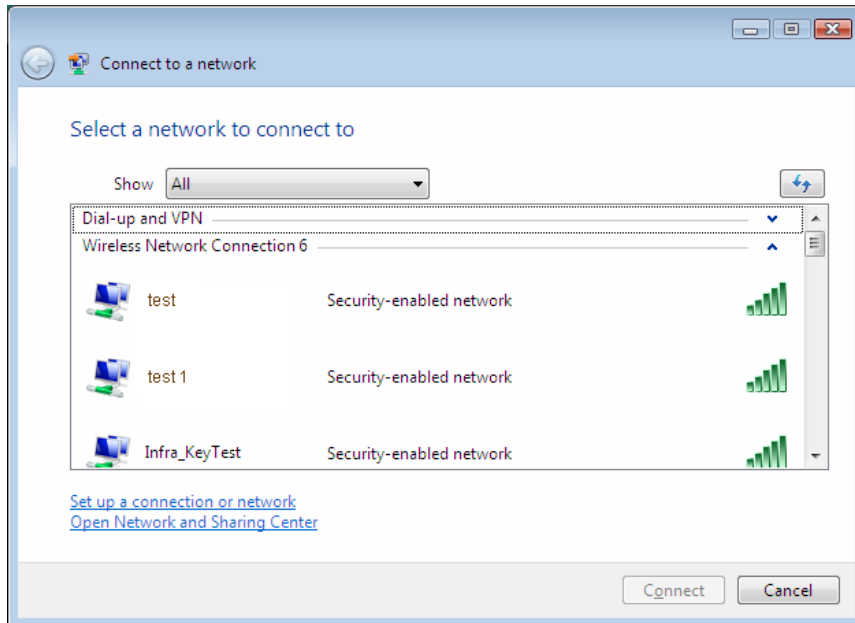 Connect to a network
Select a network to connect to
Show All
Dial-up and VPN
Wireless Network Connection 6
test Security-enabled network
test 1 Security-enabled network
Infra_KeyTest Security-enabled network
Set up a connection or network
Open Network and Sharing Center
Connect Cancel